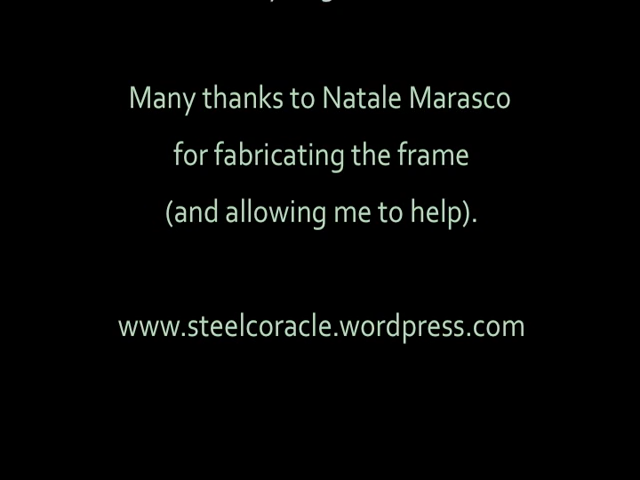 Many thanks to Natale Marasco
for fabricating the frame
(and allowing me to help).
www.steelcoracle.wordpress.com